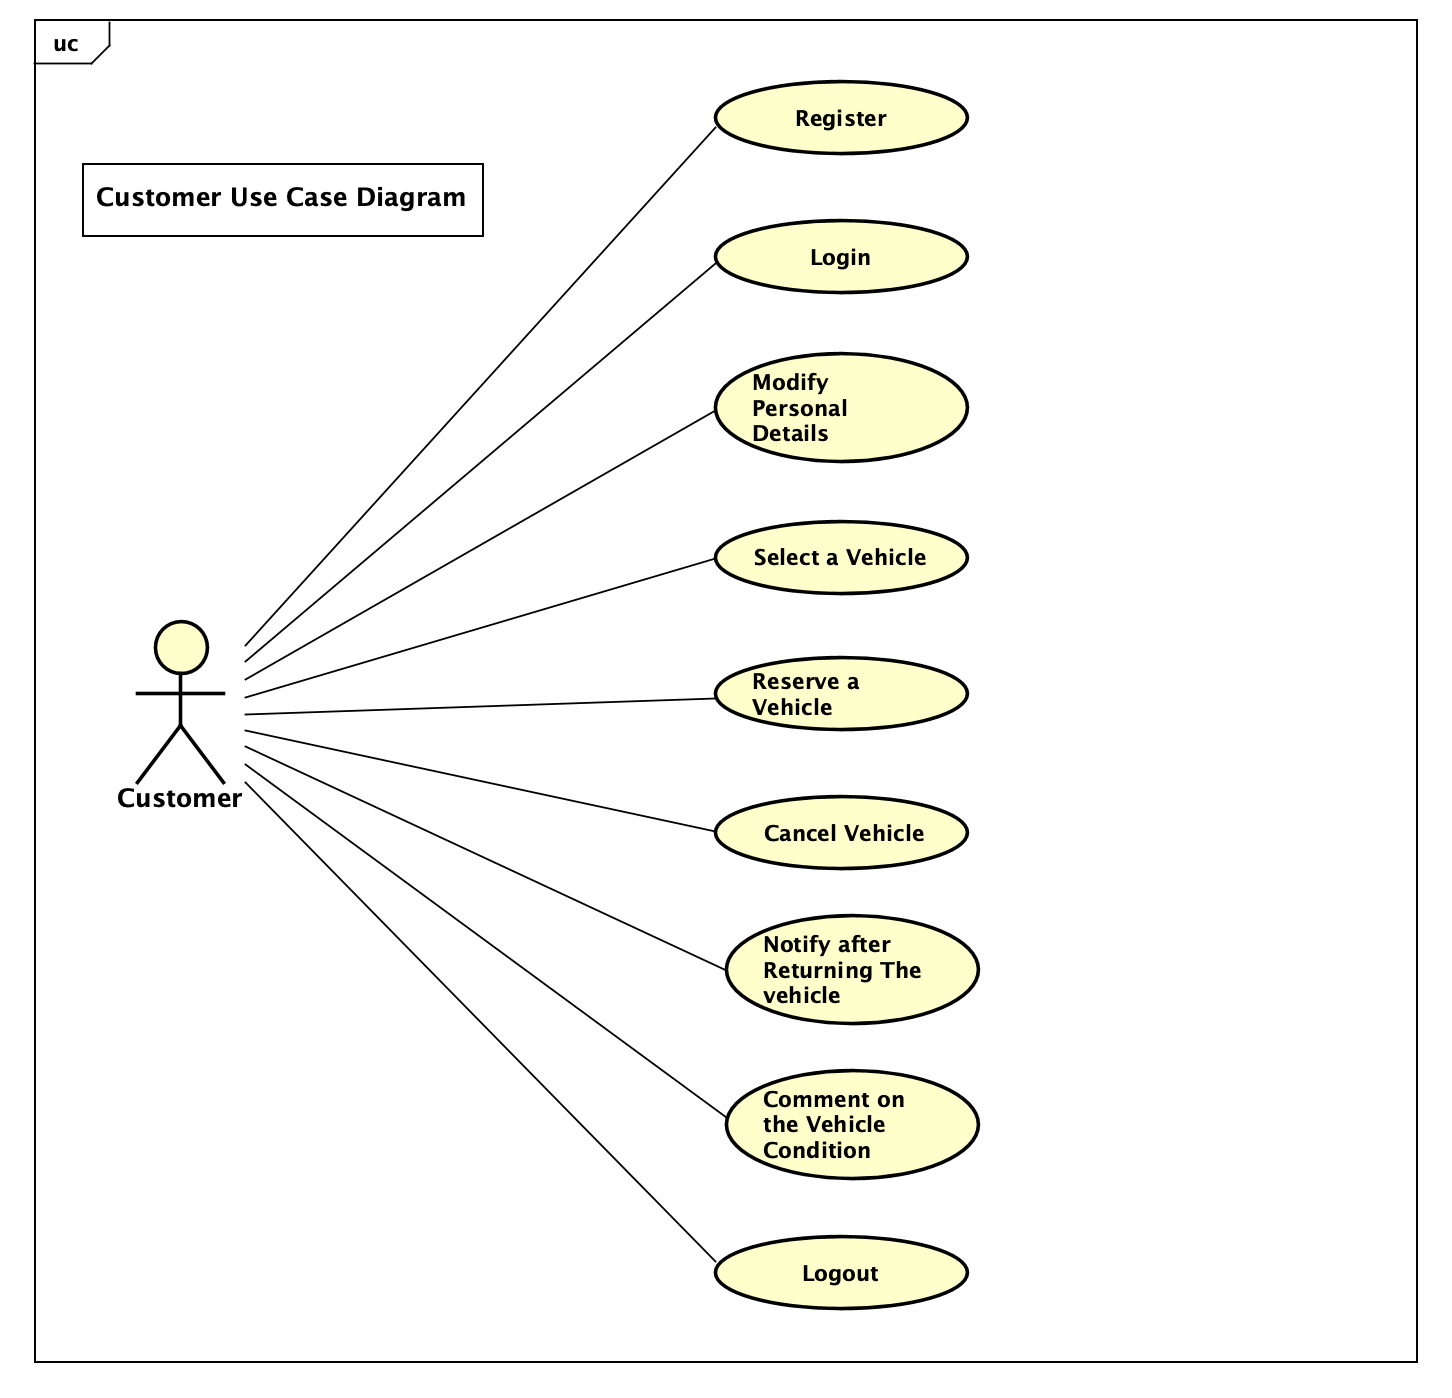 uc
Customer Use Case Diagram
Register
Login
Modify
Personal
Details
Select a Vehicle
Reserve a
Vehicle
Customer
Cancel Vehicle
Notify after
Returning The
vehicle
Comment on
the Vehicle
Condition
Logout